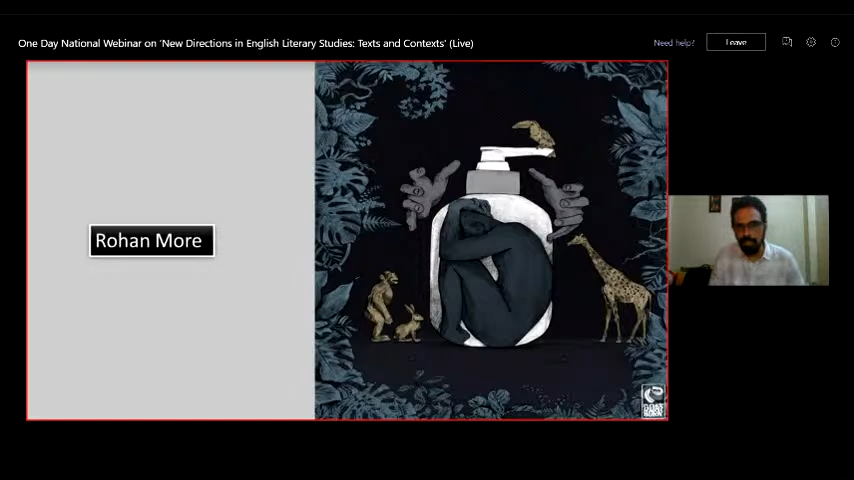 One Day National Webinar on 'New Directions in English Literary Studies: Texts and Contexts' (Live)
Need help?
Leave
Rohan More